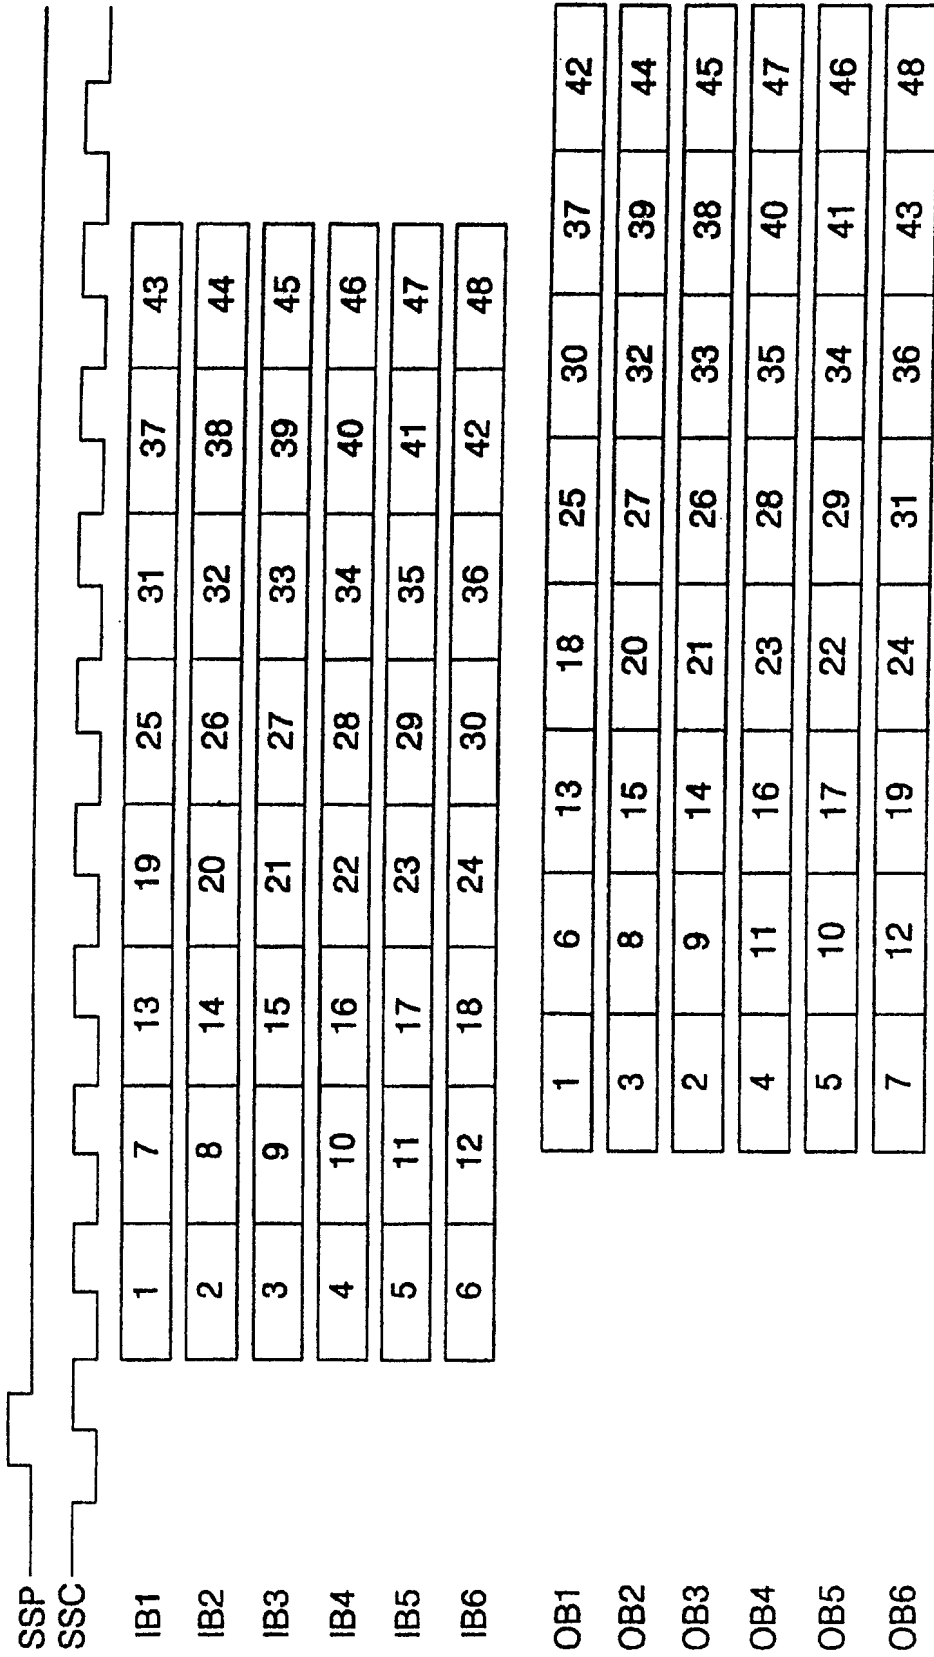 SSP
SSC
IB1 1 7 13 19 25 31 37 43
IB2 2 8 14 20 26 32 38 44
IB3 3 9 15 21 27 33 39 45
IB4 4 10 16 22 28 34 40 46
IB5 5 11 17 23 29 35 41 47
IB6 6 12 18 24 30 36 42 48
OB1 1 6 13 18 25 30 37 42
OB2 3 8 15 20 27 32 39 44
OB3 2 9 14 21 26 33 38 45
OB4 4 11 16 23 28 35 40 47
OB5 5 10 17 22 29 34 41 46
OB6 7 12 19 24 31 36 43 48